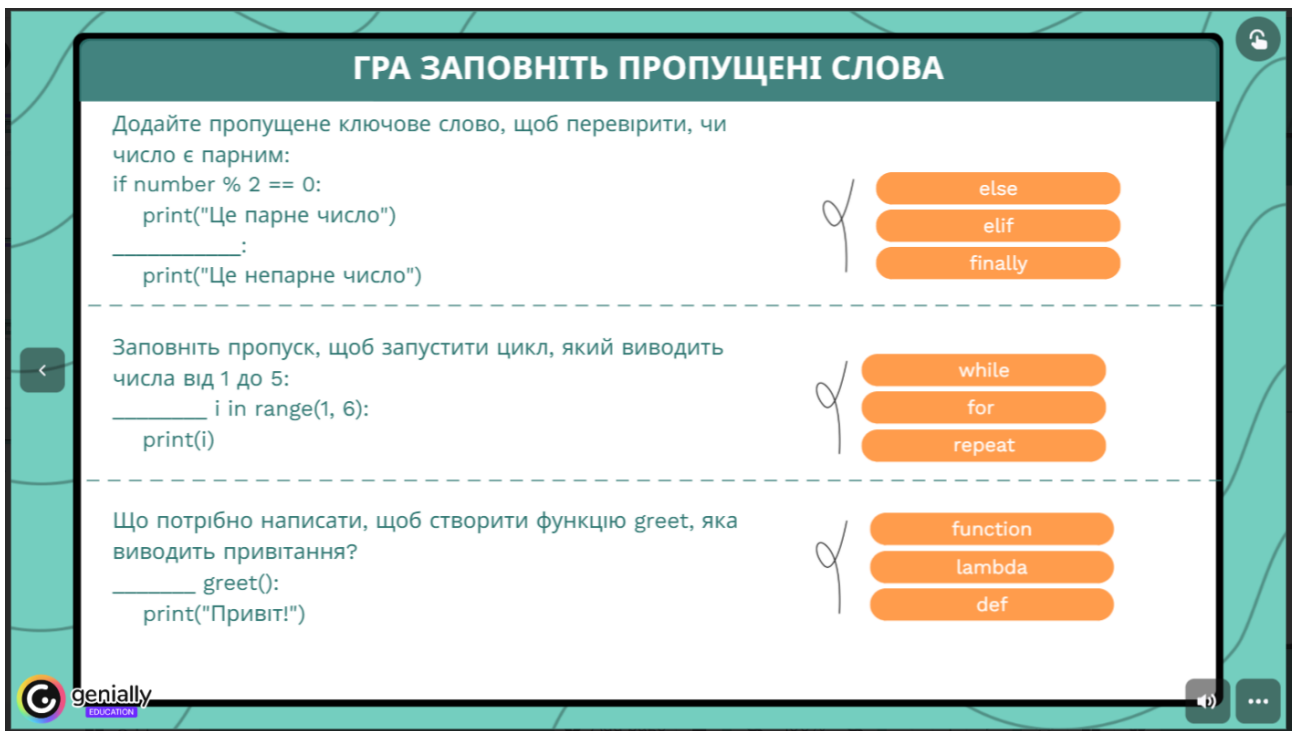 ГРА ЗАПОВНІТЬ ПРОПУЩЕНІ СЛОВА
Додайте пропущене ключове слово, щоб перевірити, чи
число є парним:
if number % 2 == 0:
print("Це парне число")
___________:
print("Це непарне число")
else
elif
finally
Заповніть пропуск, щоб запустити цикл, який виводить
числа від 1 до 5:
________ i in range(1, 6):
print(i)
while
for
repeat
Що потрібно написати, щоб створити функцію greet, яка
виводить привітання?
_______ greet():
print("Привіт!")
function
lambda
def
genially
EDUCATION